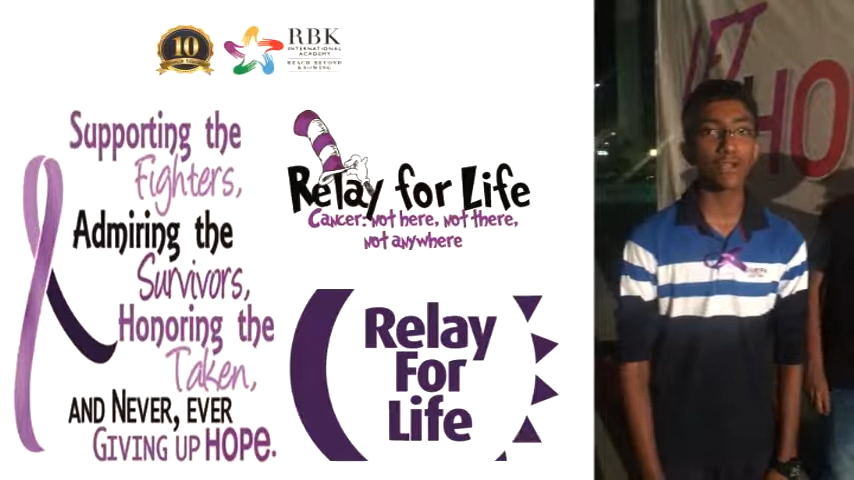 10
RBK
INTERNATIONAL
ACADEMY
REACH BEYOND
KNOWING
Supporting the
Fighters,
Admiring the
Survivors,
Honoring the
Taken,
AND NEVER, EVER
GIVING UP HOPE.
Relay for Life
Cancer: not here, not there,
not anywhere
Relay
For
Life
HO